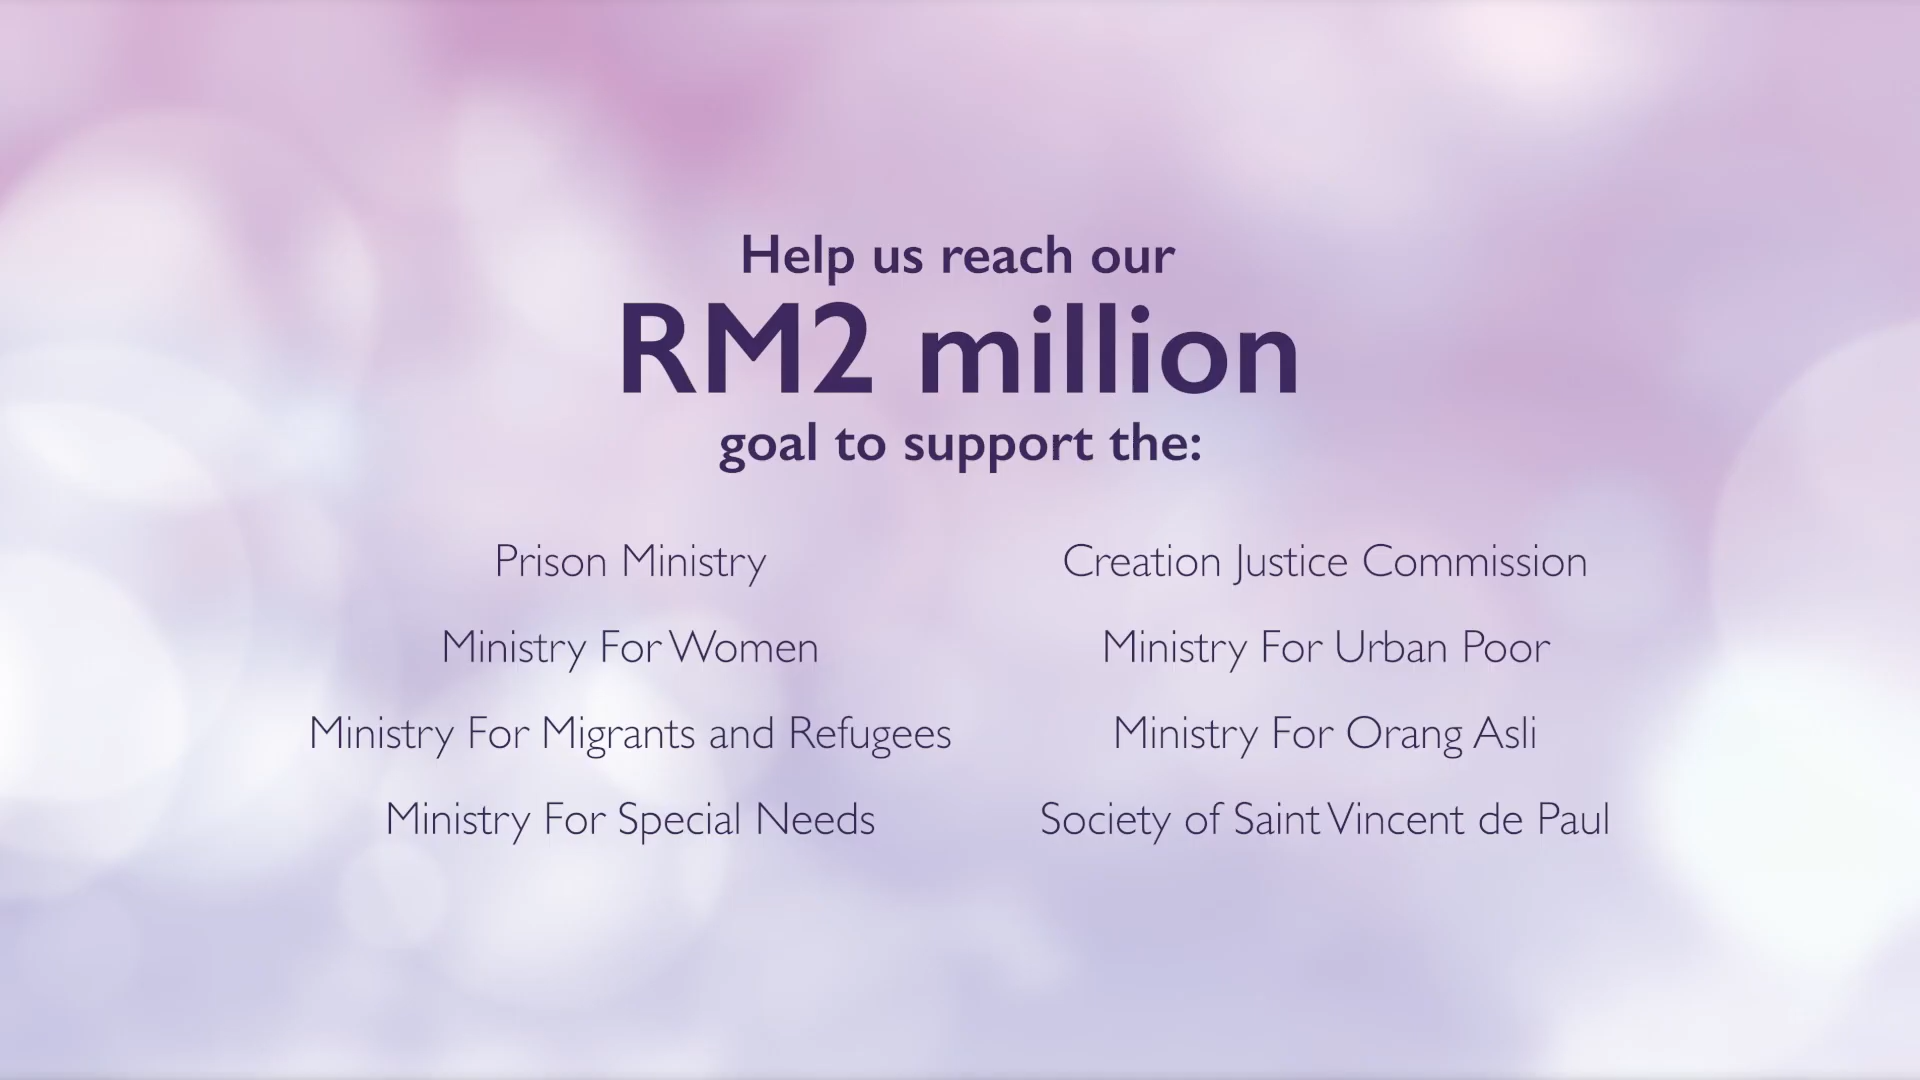 Help us reach our
RM2 million
goal to support the:
Prison Ministry
Ministry For Women
Ministry For Migrants and Refugees
Ministry For Special Needs
Creation Justice Commission
Ministry For Urban Poor
Ministry For Orang Asli
Society of Saint Vincent de Paul